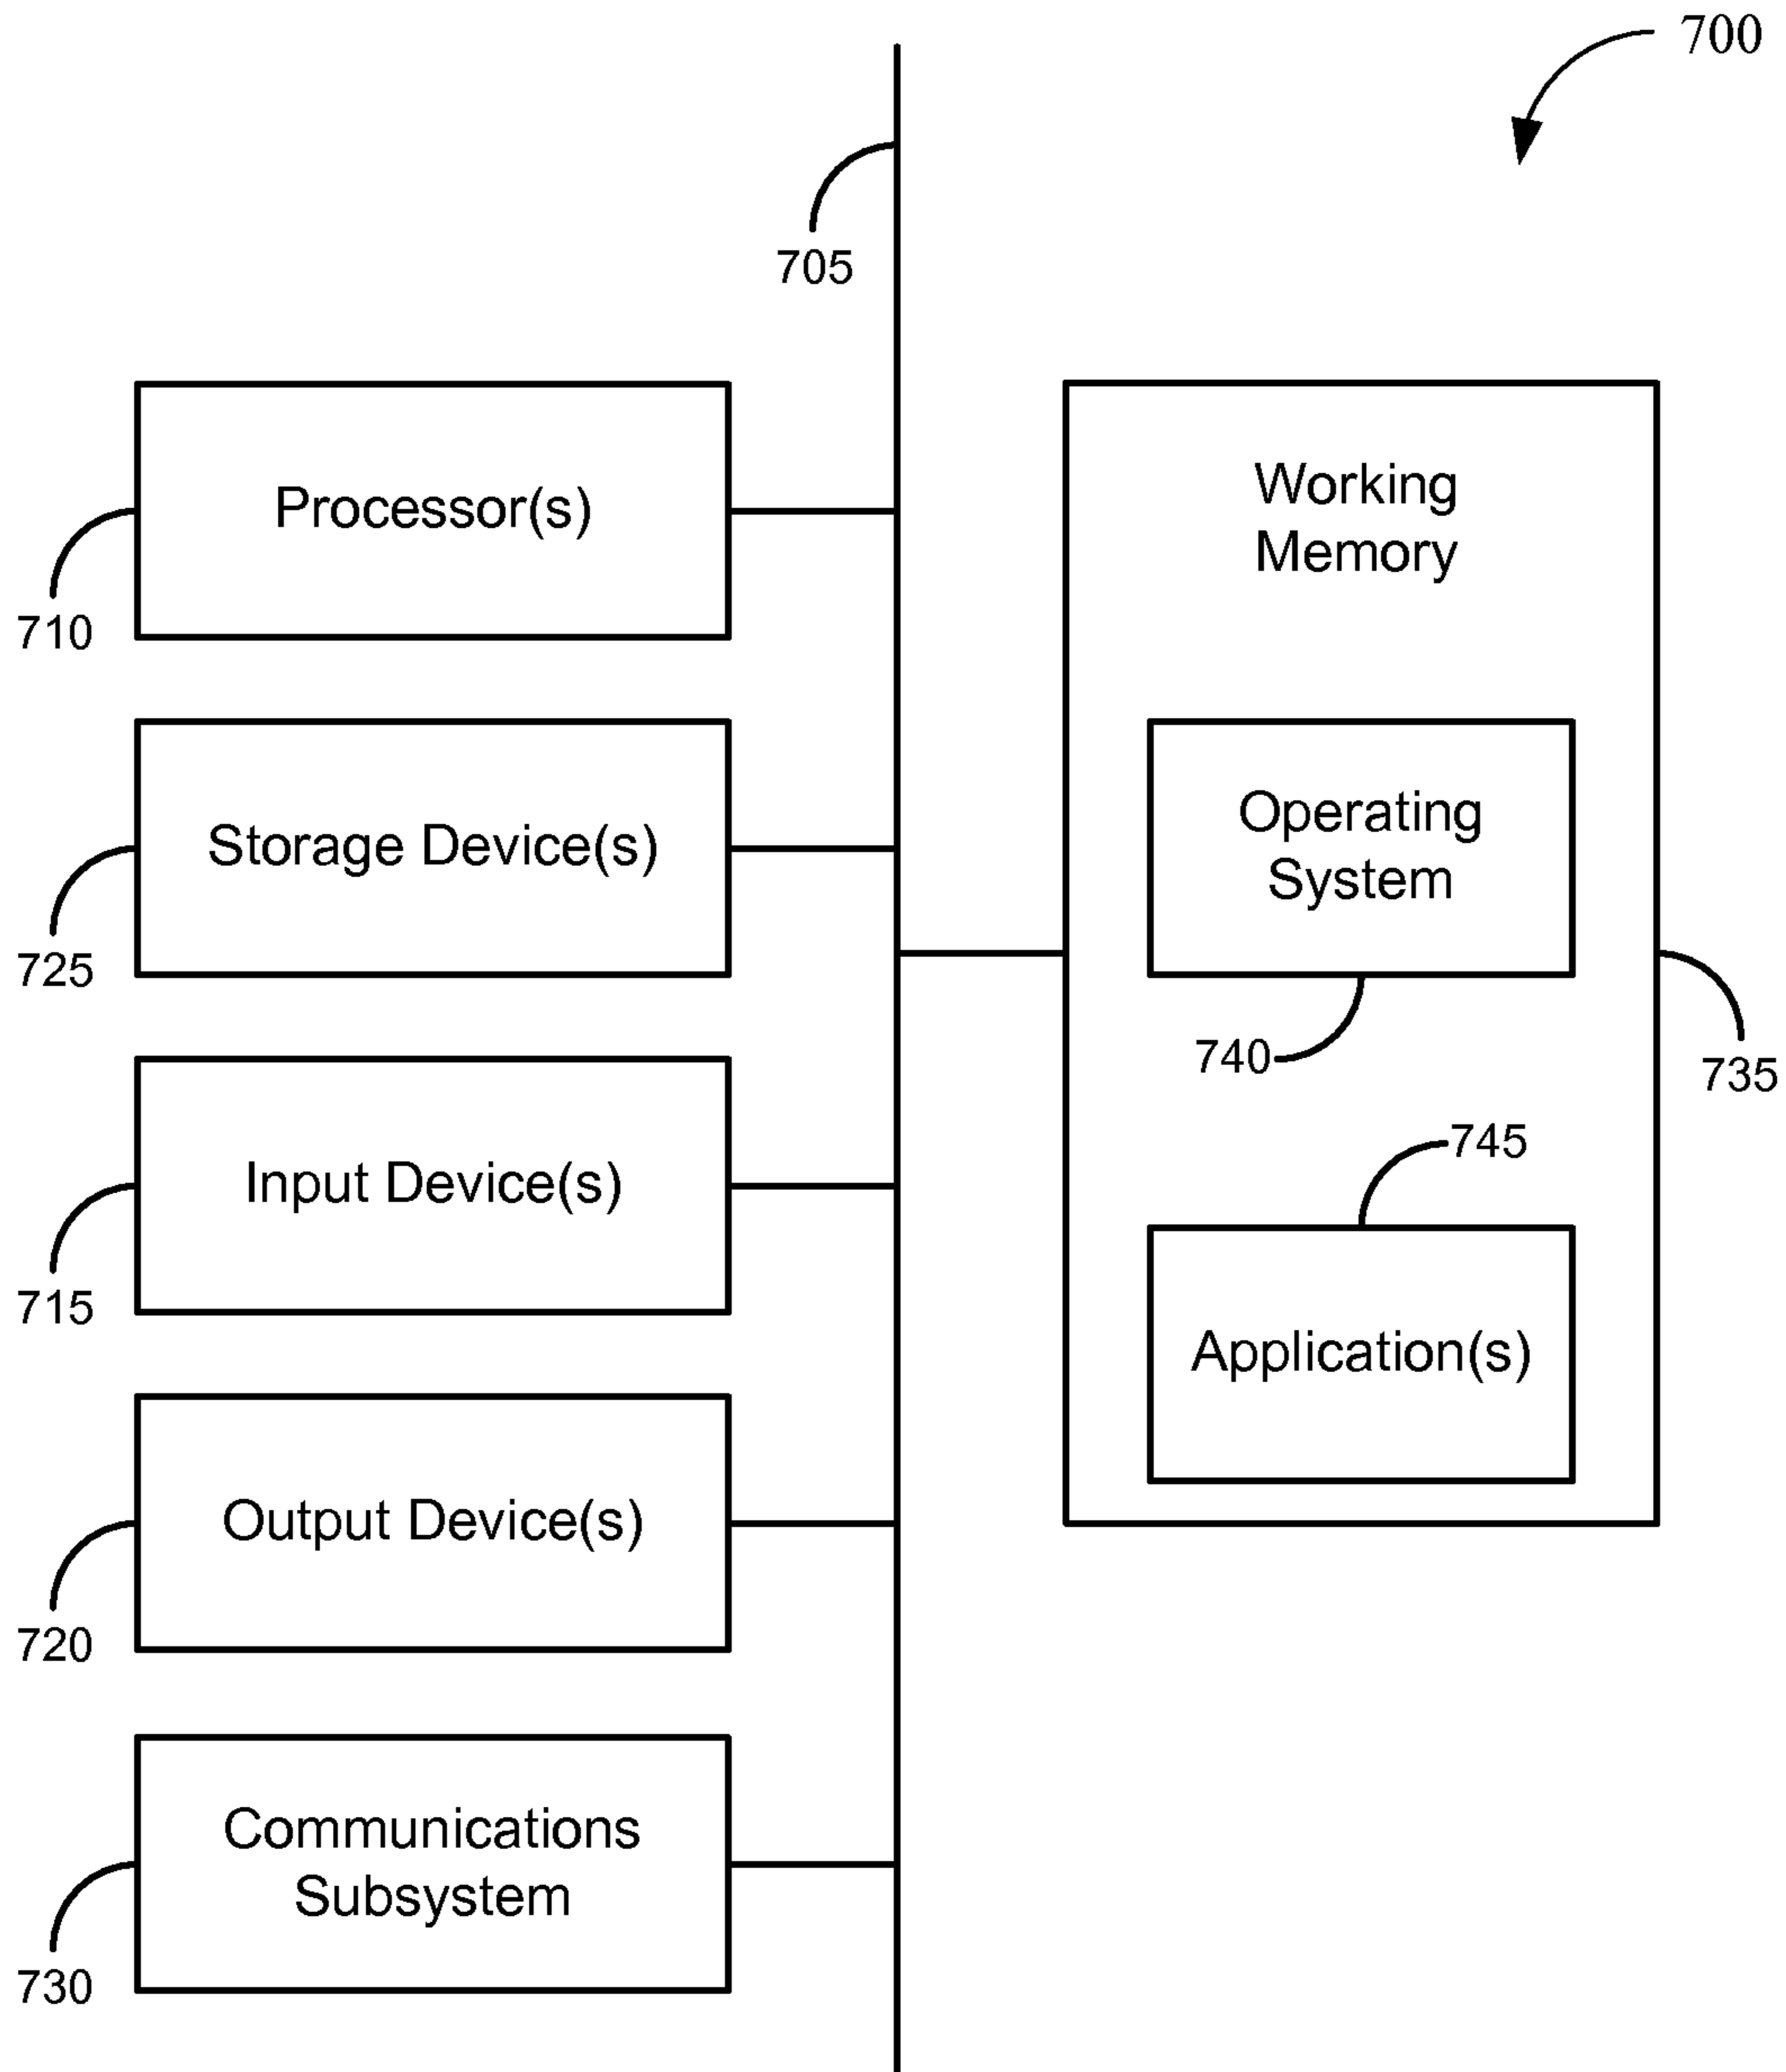 700
705
Processor(s)
710
Storage Device(s)
725
Input Device(s)
715
Output Device(s)
720
Communications
Subsystem
730
Working
Memory
Operating
System
740
735
745
Application(s)